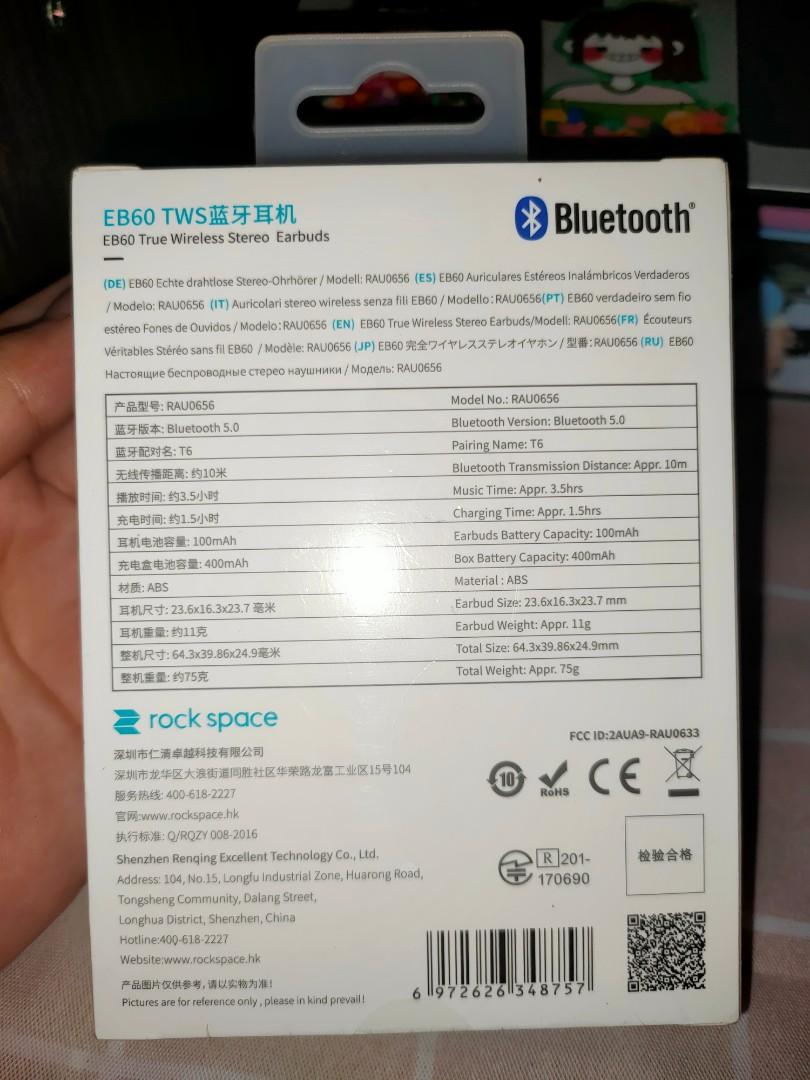 EB60 TWS蓝牙耳机
EB60 True Wireless Stereo Earbuds
Bluetooth®
(DE) EB60 Echte drahtlose Stereo-Ohrhörer / Modell: RAU0656 (ES) EB60 Auriculares Estéreos Inalámbricos Verdaderos
/ Modelo: RAU0656 (IT) Auricolari stereo wireless senza fili EB60 / Modello:RAU0656(PT) EB60 verdadeiro sem fio
estéreo Fones de Ouvidos / Modelo:RAU0656 (EN) EB60 True Wireless Stereo Earbuds/Modell: RAU0656(FR) Écouteurs
Véritables Stéréo sans fil EB60 / Modèle: RAU0656 (JP) EB60 完全ワイヤレスステレオイヤホン / 型番:RAU0656 (RU) EB60
Настоящие беспроводные стерео наушники / Модель: RAU0656
产品型号: RAU0656 Model No.: RAU0656
蓝牙版本: Bluetooth 5.0 Bluetooth Version: Bluetooth 5.0
蓝牙配对名: T6 Pairing Name: T6
无线传播距离: 约10米 Bluetooth Transmission Distance: Appr. 10m
播放时间: 约3.5小时 Music Time: Appr. 3.5hrs
充电时间: 约1.5小时 Charging Time: Appr. 1.5hrs
耳机电池容量: 100mAh Earbuds Battery Capacity: 100mAh
充电盒电池容量: 400mAh Box Battery Capacity: 400mAh
材质: ABS Material : ABS
耳机尺寸: 23.6x16.3x23.7 毫米 Earbud Size: 23.6x16.3x23.7 mm
耳机重量: 约11克 Earbud Weight: Appr. 11g
整机尺寸: 64.3x39.86x24.9毫米 Total Size: 64.3x39.86x24.9mm
整机重量: 约75克 Total Weight: Appr. 75g
rock space
深圳市仁清卓越科技有限公司
深圳市龙华区大浪街道同胜社区华荣路龙富工业区15号104
服务热线: 400-618-2227
官网:www.rockspace.hk
执行标准: Q/RQZY 008-2016
Shenzhen Renqing Excellent Technology Co., Ltd.
Address: 104, No.15, Longfu Industrial Zone, Huarong Road,
Tongsheng Community, Dalang Street,
Longhua District, Shenzhen, China
Hotline:400-618-2227
Website:www.rockspace.hk
产品图片仅供参考, 请以实物为准!
Pictures are for reference only , please in kind prevail!
FCC ID:2AUA9-RAU0633
10
RoHS
CE
R 201-
170690
检验合格
6 972626 348757